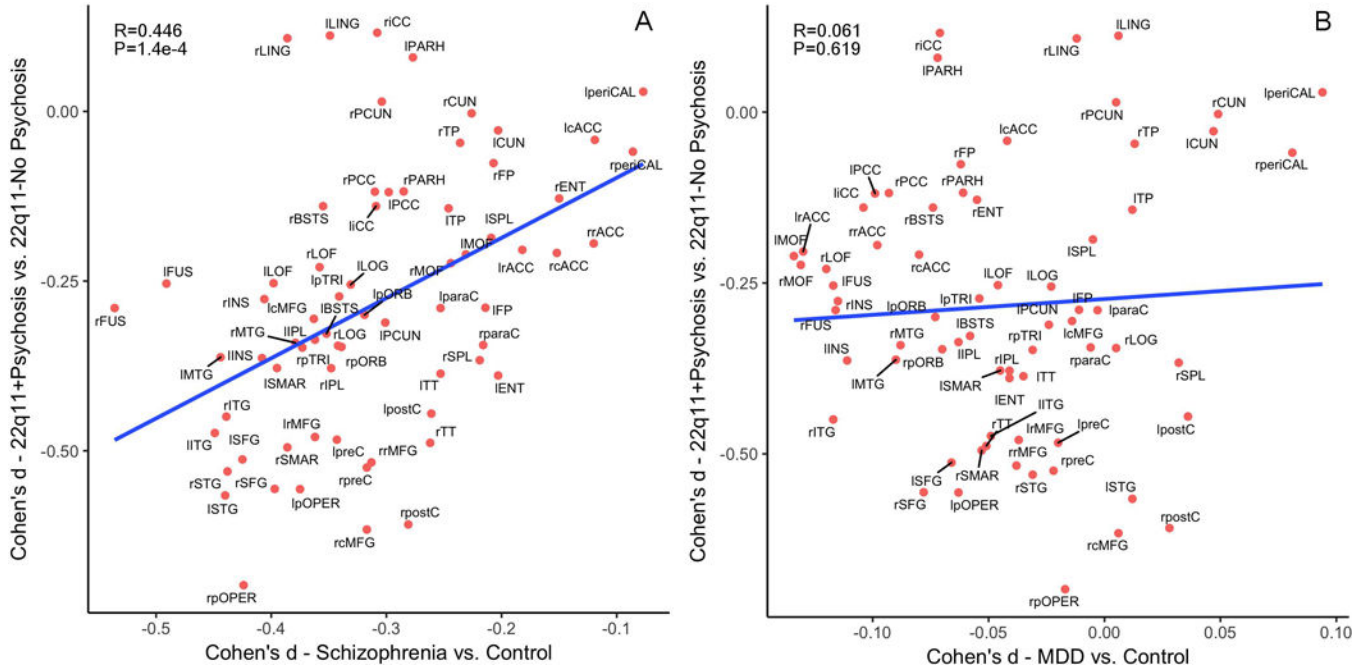 A
R=0.446
P=1.4e-4
rLING
lLING
riCC
lPARH
rPCUN
rCUN
lperiCAL
rTP
lCUN
lcACC
rperiCAL
rFP
rPCC
rPARH
lPCC
rENT
rBSTS
liCC
lTP
lSPL
rrACC
lMOF
rLOF
lLOG
rMOF
lrACC
rcACC
lFUS
lLOF
lpTRI
lpORB
rINS
lcMFG
lBSTS
lparaC
lFP
rFUS
rMTG
lIPL
rLOG
lPCUN
rparaC
lINS
rpTRI
rpORB
rSPL
lMTG
lSMAR
rIPL
lTT
lENT
rITG
lpostC
lITG
lSFG
lrMFG
rTT
rSMAR
lpreC
rrMFG
rSTG
rSFG
rpreC
lSTG
lpOPER
rpostC
rcMFG
rpOPER
0.00
-0.25
-0.50
-0.5
-0.4
-0.3
-0.2
-0.1
Cohen's d - 22q11+Psychosis vs. 22q11-No Psychosis
Cohen's d - Schizophrenia vs. Control
B
R=0.061
P=0.619
riCC
lPARH
rLING
lLING
lperiCAL
rPCUN
rCUN
lcACC
rTP
lCUN
rperiCAL
rFP
lPCC
rPCC
rPARH
liCC
rBSTS
rENT
lTP
lrACC
rrACC
lMOF
lSPL
rLOF
rcACC
rMOF
lFUS
lLOF
lLOG
rINS
lpORB
lpTRI
lPCUN
lFP
lparaC
rFUS
rMTG
lBSTS
lcMFG
rpTRI
rLOG
lINS
rpORB
lIPL
rIPL
rparaC
lMTG
lSMAR
lTT
rSPL
lENT
lITG
rITG
rTT
lrMFG
lpreC
lpostC
rrMFG
lSFG
rSMAR
rpreC
rSTG
rSFG
lpOPER
lSTG
rpostC
rcMFG
rpOPER
0.00
-0.25
-0.50
-0.10
-0.05
0.00
0.05
0.10
Cohen's d - 22q11+Psychosis vs. 22q11-No Psychosis
Cohen's d - MDD vs. Control